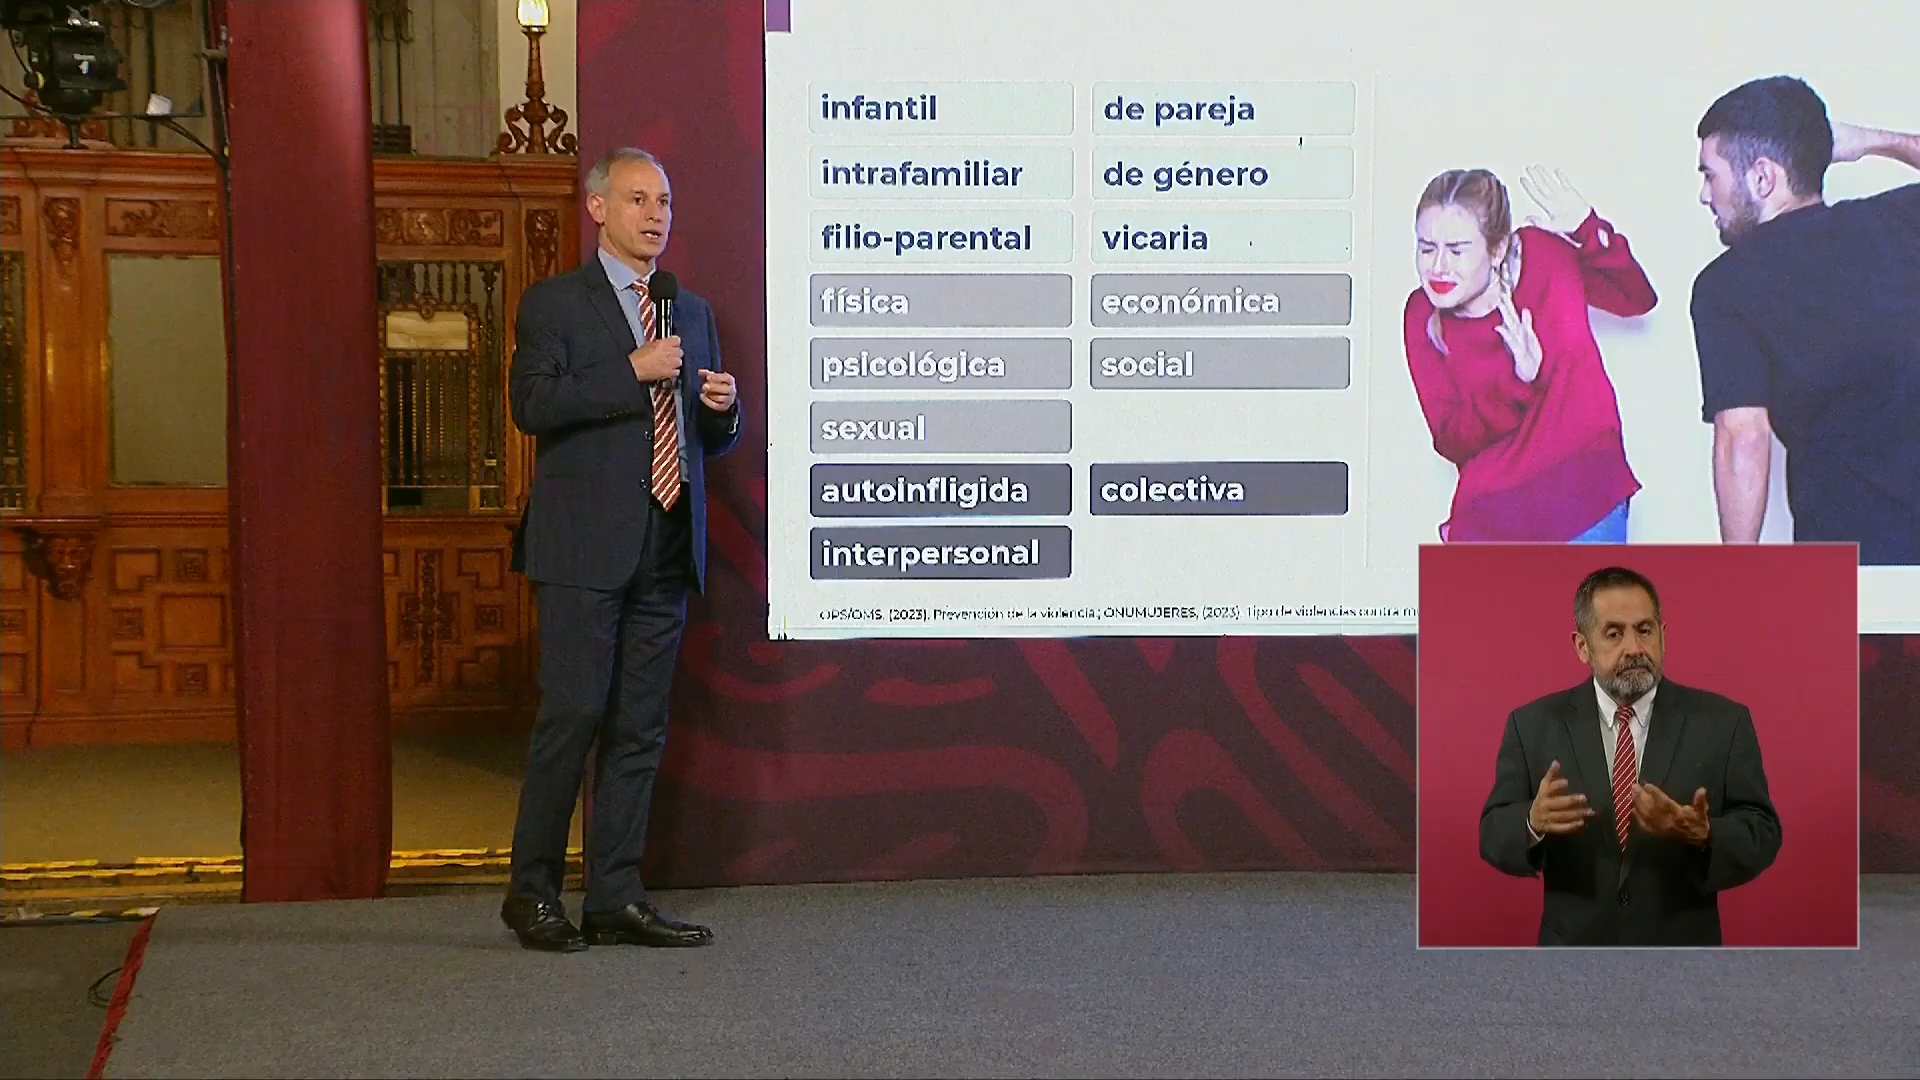 infantil
de pareja
intrafamiliar
de género
filio-parental
vicaria
física
económica
psicológica
social
sexual
autoinfligida
colectiva
interpersonal
OPS/OMS, (2023). Prevención de la violencia; ONUMUJERES, (2023). Tipo de violencias contra